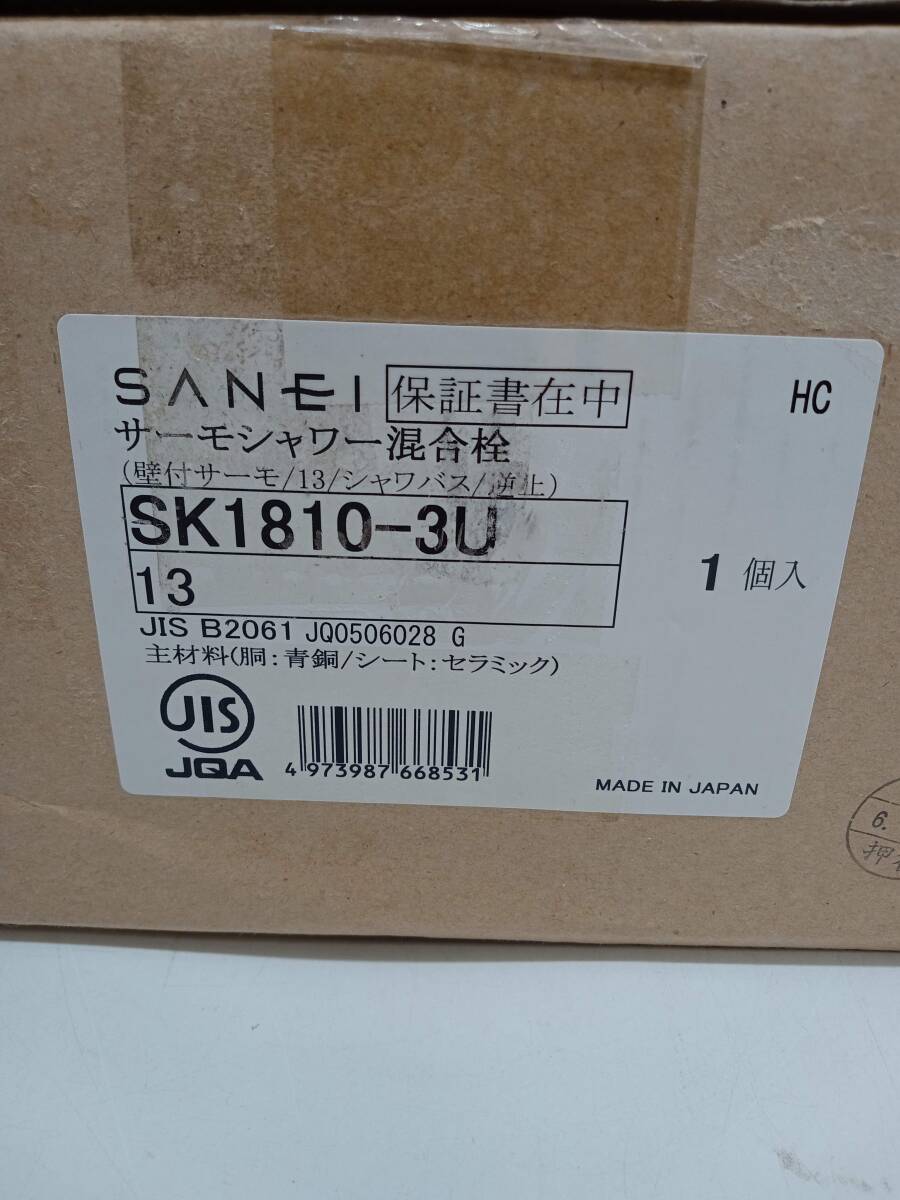 SANEI 保証書在中 HC
サーモシャワー混合栓
(壁付サーモ/13/シャワバス/逆止)
SK1810-3U
13
1 個入
JIS B2061 JQ0506028 G
主材料(胴:青銅/シート:セラミック)
JIS
JQA
4 973987 668531
MADE IN JAPAN
6.
押